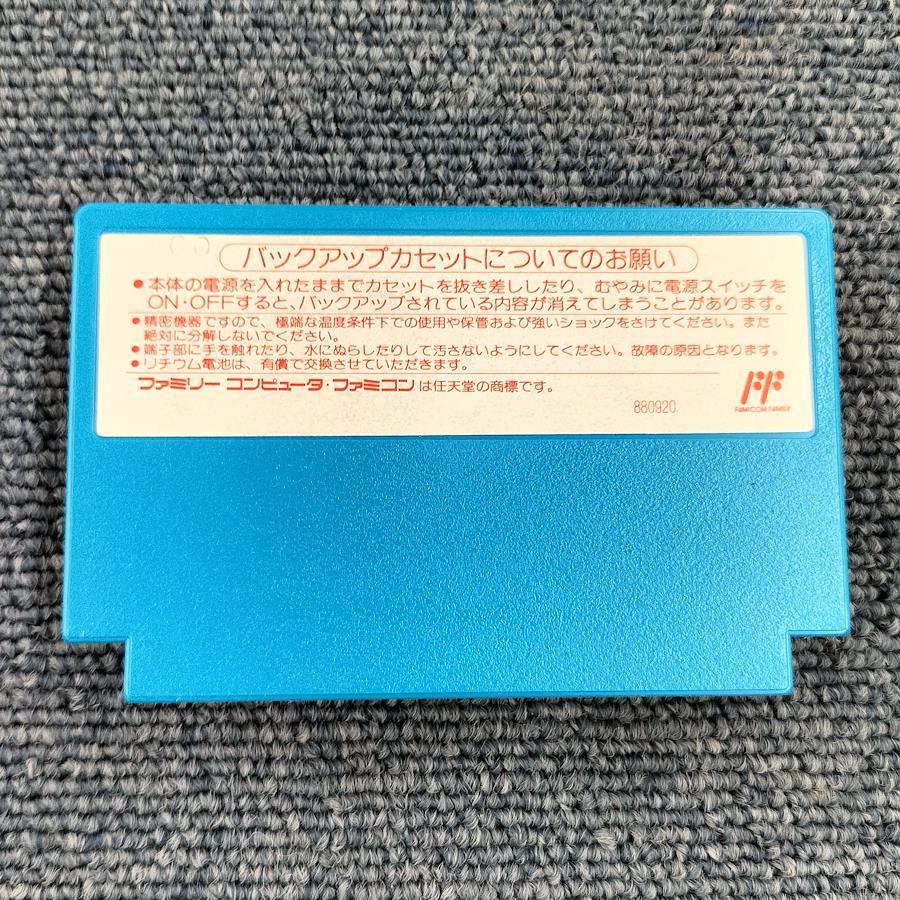 バックアップカセットについてのお願い
●本体の電源を入れたままでカセットを抜き差ししたり、むやみに電源スイッチを
ON・OFFすると、バックアップされている内容が消えてしまうことがあります。
●精密機器ですので、極端な温度条件下での使用や保管および強いショックをさけてください。また
絶対に分解しないでください。
●端子部に手を触れたり、水にぬらしたりして汚さないようにしてください。故障の原因となります。
●リチウム電池は、有償で交換させていただきます。
ファミリー コンピュータ・ファミコンは任天堂の商標です。
880920
FAMICOM FAMILY